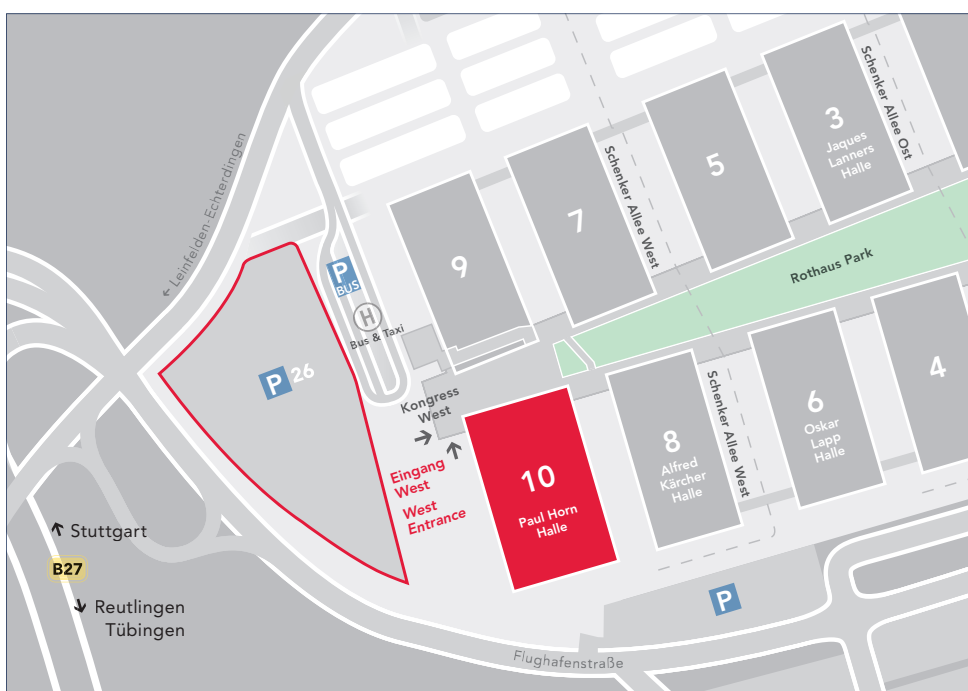 ← Leinfelden-Echterdingen
Schenker Allee Ost
3
Jaques
Lanners
Halle
5
Schenker Allee West
7
9
Rothaus Park
P
BUS
H
Bus & Taxi
P 26
Kongress
West
Eingang
West
West
Entrance
10
Paul Horn
Halle
8
Alfred
Kärcher
Halle
Schenker Allee West
6
Oskar
Lapp
Halle
4
Stuttgart
B27
Reutlingen
Tübingen
P
Flughafenstraße